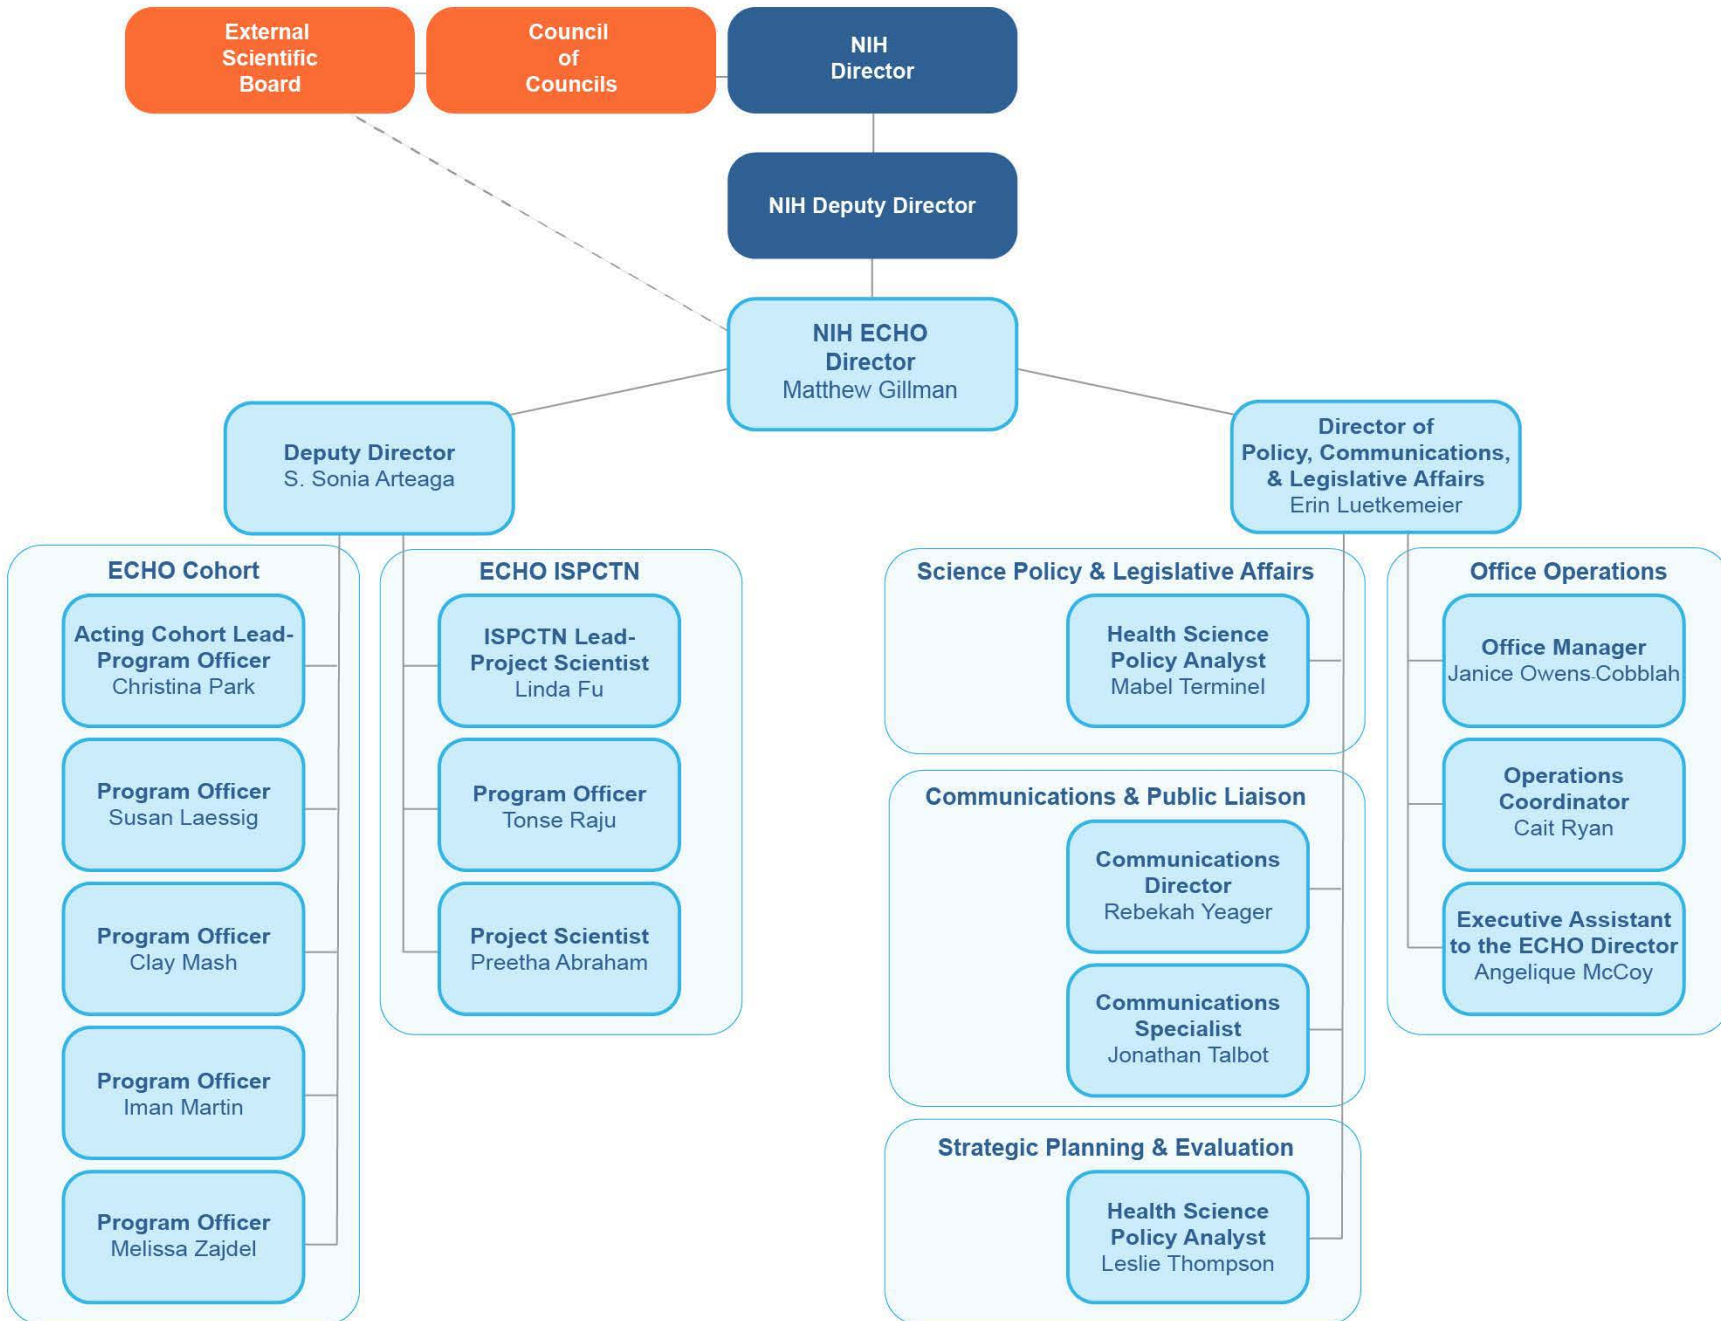 External
Scientific
Board
Council
of
Councils
NIH
Director
NIH Deputy Director
NIH ECHO
Director
Matthew Gillman
Deputy Director
S. Sonia Arteaga
Director of
Policy, Communications,
& Legislative Affairs
Erin Luetkemeier
ECHO Cohort
Acting Cohort Lead-
Program Officer
Christina Park
Program Officer
Susan Laessig
Program Officer
Clay Mash
Program Officer
Iman Martin
Program Officer
Melissa Zajdel
ECHO ISPCTN
ISPCTN Lead-
Project Scientist
Linda Fu
Program Officer
Tonse Raju
Project Scientist
Preetha Abraham
Science Policy & Legislative Affairs
Health Science
Policy Analyst
Mabel Terminel
Communications & Public Liaison
Communications
Director
Rebekah Yeager
Communications
Specialist
Jonathan Talbot
Strategic Planning & Evaluation
Health Science
Policy Analyst
Leslie Thompson
Office Operations
Office Manager
Janice Owens-Cobblah
Operations
Coordinator
Cait Ryan
Executive Assistant
to the ECHO Director
Angelique McCoy